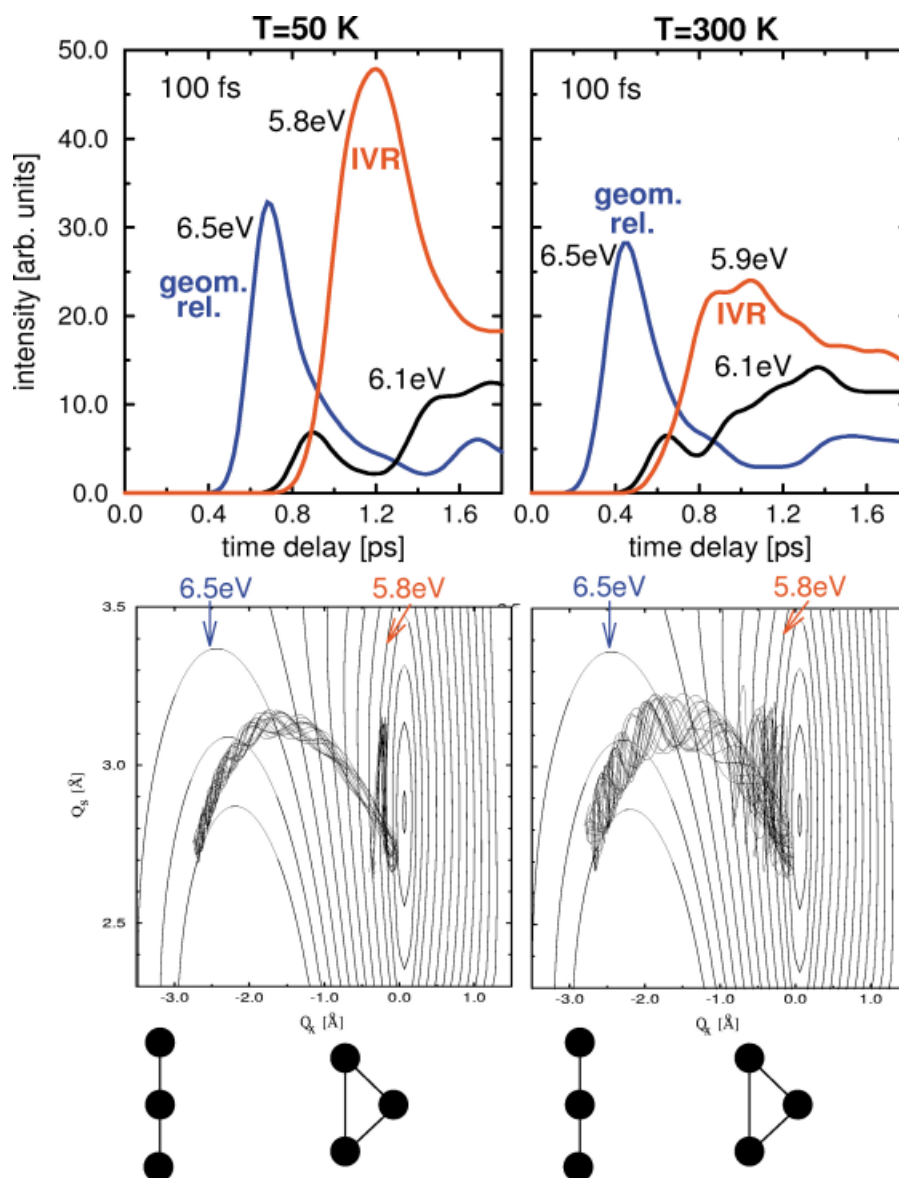 T=50 K
T=300 K
50.0
40.0
30.0
20.0
10.0
0.0
intensity [arb. units]
100 fs
5.8eV
IVR
6.5eV
geom.
rel.
6.1eV
0.0 0.4 0.8 1.2 1.6
time delay [ps]
100 fs
geom.
rel.
6.5eV
5.9eV
IVR
6.1eV
0.0 0.4 0.8 1.2 1.6
time delay [ps]
6.5eV
5.8eV
3.5
3.0
2.5
Qs [Å]
-3.0 -2.0 -1.0 0.0 1.0
Qx [Å]
6.5eV
5.8eV
-3.0 -2.0 -1.0 0.0 1.0
Qx [Å]